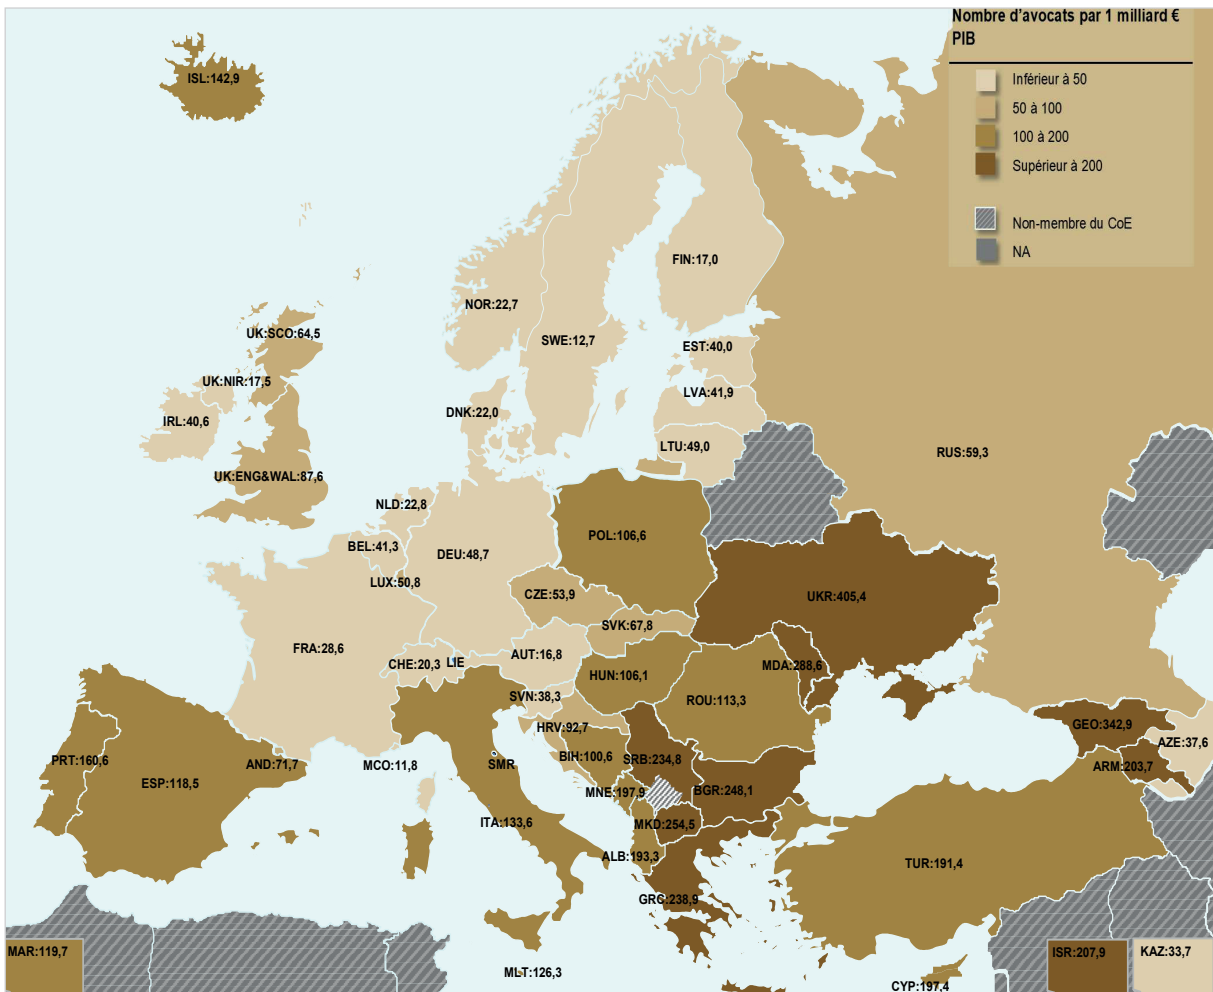 Nombre d'avocats par 1 milliard €
PIB
Inférieur à 50
50 à 100
100 à 200
Supérieur à 200
Non-membre du CoE
NA
ISL:142,9
FIN:17,0
NOR:22,7
SWE:12,7
UK:SCO:64,5
EST:40,0
UK:NIR:17,5
LVA:41,9
DNK:22,0
IRL:40,6
LTU:49,0
RUS:59,3
UK:ENG&WAL:87,6
NLD:22,8
POL:106,6
BEL:41,3
DEU:48,7
LUX:50,8
CZE:53,9
UKR:405,4
SVK:67,8
FRA:28,6
AUT:16,8
CHE:20,3
LIE
MDA:288,6
HUN:106,1
SVN:38,3
ROU:113,3
HRV:92,7
GEO:342,9
AZE:37,6
PRT:160,6
AND:71,7
MCO:11,8
SMR
BIH:100,6
SRB:234,8
ARM:203,7
ESP:118,5
MNE:197,9
BGR:248,1
ITA:133,6
MKD:254,5
ALB:193,3
TUR:191,4
GRC:238,9
MAR:119,7
MLT:126,3
CYP:197,4
ISR:207,9
KAZ:33,7